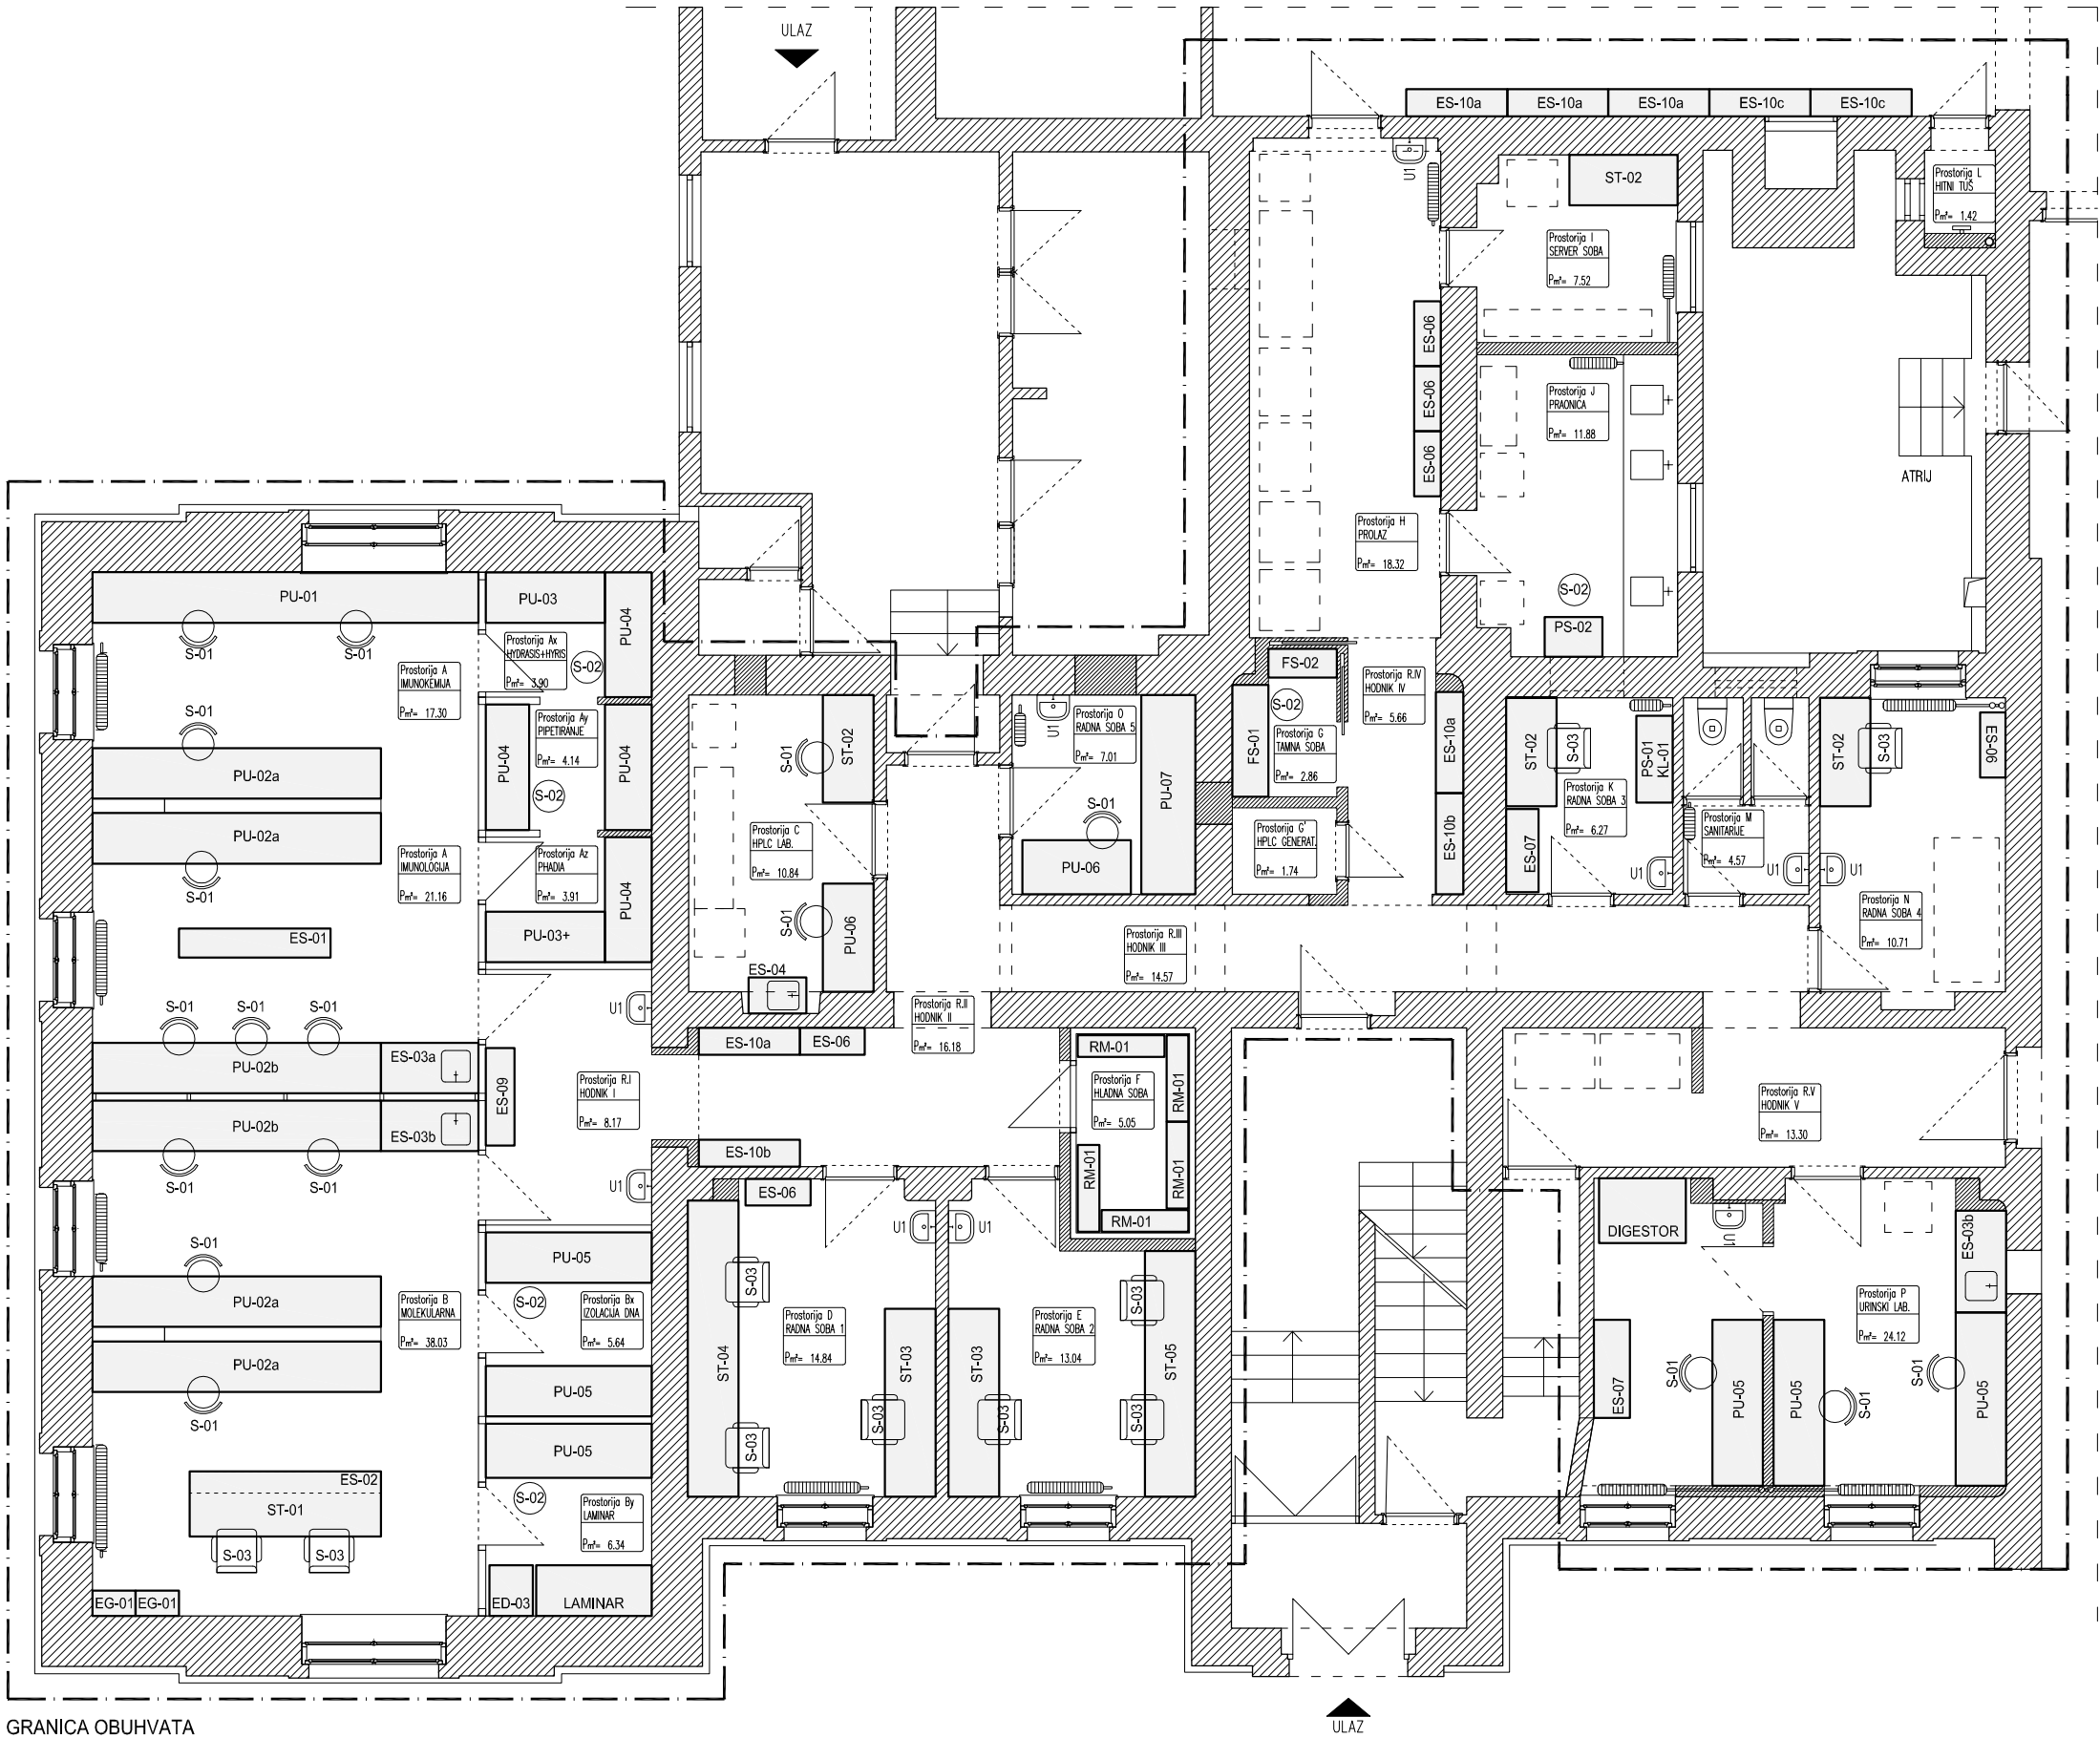 ULAZ
ES-10a
ES-10a
ES-10a
ES-10c
ES-10c
U1
ST-02
Prostorija L
HITNI TUŠ
Pm²= 1.42
Prostorija I
SERVER SOBA
Pm²= 7.52
ES-06
ES-06
ES-06
Prostorija J
PRAONICA
Pm²= 11.88
ATRIJ
Prostorija H
PROLAZ
Pm²= 18.32
S-02
PS-02
PU-01
S-01
S-01
PU-03
PU-04
Prostorija Ax
HYDRASIS+HYRIS
Pm²= 3.90
S-02
Prostorija A
IMUNOKEMIJA
Pm²= 17.30
S-01
PU-02a
PU-04
Prostorija Ay
PIPETIRANJE
Pm²= 4.14
S-02
PU-04
PU-02a
S-01
Prostorija A
IMUNOLOGIJA
Pm²= 21.16
Prostorija Az
PHADIA
Pm²= 3.91
PU-04
PU-03+
ES-01
S-01
ST-02
Prostorija C
HPLC LAB.
Pm²= 10.84
S-01
PU-06
ES-04
U1
Prostorija O
RADNA SOBA 5
Pm²= 7.01
S-01
PU-06
PU-07
FS-02
FS-01
S-02
Prostorija G
TAMNA SOBA
Pm²= 2.86
Prostorija G'
HPLC GENERAT.
Pm²= 1.74
Prostorija R.IV
HODNIK IV
Pm²= 5.66
ES-10a
ES-10b
ST-02
S-03
PS-01
KL-01
Prostorija K
RADNA SOBA 3
Pm²= 6.27
ES-07
U1
Prostorija M
SANITARIJE
Pm²= 4.57
U1
U1
ST-02
S-03
ES-06
Prostorija N
RADNA SOBA 4
Pm²= 10.71
Prostorija R.III
HODNIK III
Pm²= 14.57
S-01
S-01
S-01
PU-02b
ES-03a
PU-02b
ES-03b
S-01
S-01
ES-09
U1
Prostorija R.I
HODNIK I
Pm²= 8.17
U1
Prostorija R.II
HODNIK II
Pm²= 16.18
ES-10a
ES-06
ES-10b
RM-01
RM-01
Prostorija F
HLADNA SOBA
Pm²= 5.05
RM-01
RM-01
RM-01
Prostorija R.V
HODNIK V
Pm²= 13.30
S-01
PU-02a
PU-02a
S-01
Prostorija B
MOLEKULARNA
Pm²= 38.03
PU-05
S-02
Prostorija Bx
IZOLACIJA DNA
Pm²= 5.64
PU-05
PU-05
S-02
Prostorija By
LAMINAR
Pm²= 6.34
ES-02
ST-01
S-03
S-03
EG-01
EG-01
ED-03
LAMINAR
ES-06
U1
U1
S-03
ST-04
Prostorija D
RADNA SOBA 1
Pm²= 14.84
ST-03
S-03
S-03
ST-03
S-03
Prostorija E
RADNA SOBA 2
Pm²= 13.04
S-03
S-03
ST-05
DIGESTOR
U1
ES-03b
Prostorija P
URINSKI LAB.
Pm²= 24.12
ES-07
S-01
PU-05
PU-05
S-01
S-01
PU-05
GRANICA OBUHVATA
ULAZ